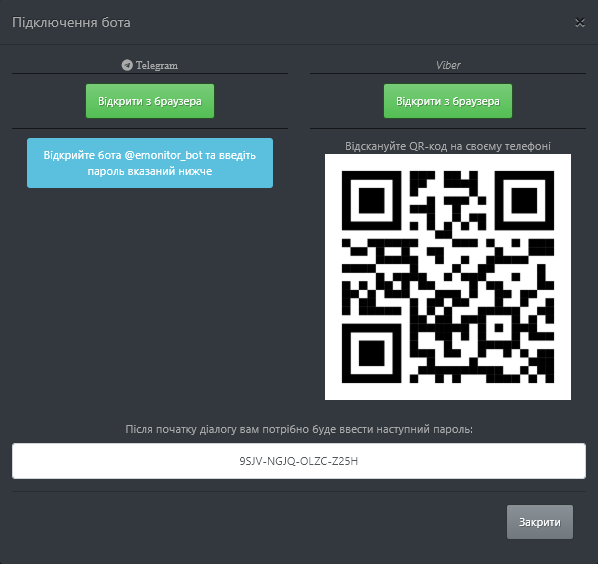 Підключення бота
×
Telegram
Viber
Відкрити з браузера
Відкрити з браузера
Відкрийте бота @emonitor_bot та введіть
пароль вказаний нижче
Відскануйте QR-код на своєму телефоні
Після початку діалогу вам потрібно буде ввести наступний пароль:
9SJV-NGJQ-OLZC-Z25H
Закрити